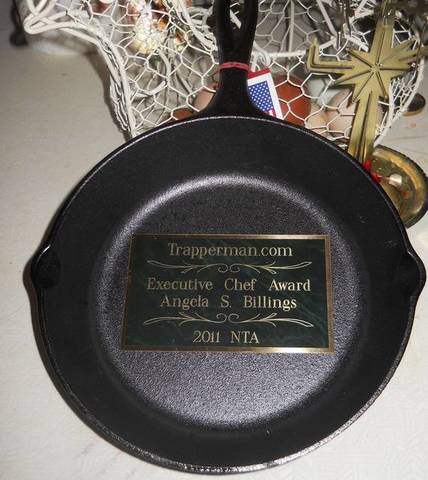 Trapperman.com
Executive Chef Award
Angela S. Billings
2011 NTA